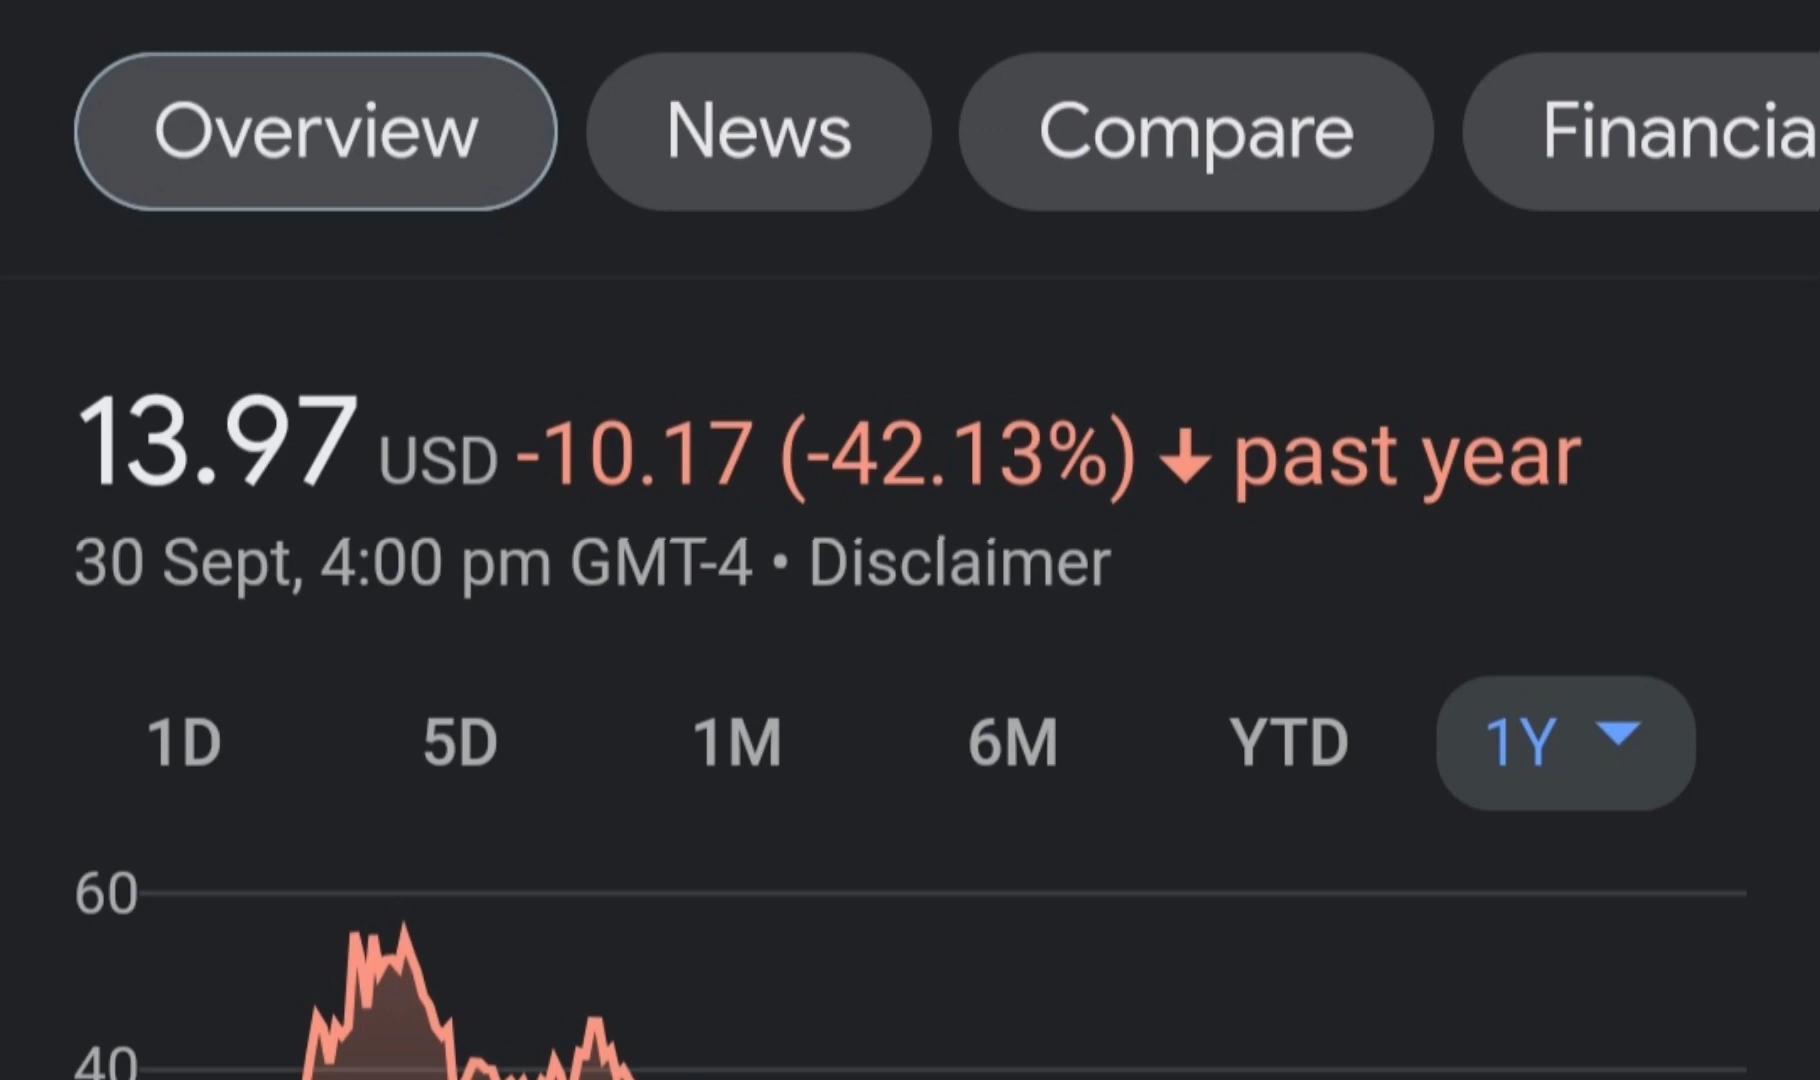 Overview News Compare Financia
13.97 USD -10.17 (-42.13%) ↓ past year
30 Sept, 4:00 pm GMT-4 • Disclaimer
1D 5D 1M 6M YTD 1Y
60
40